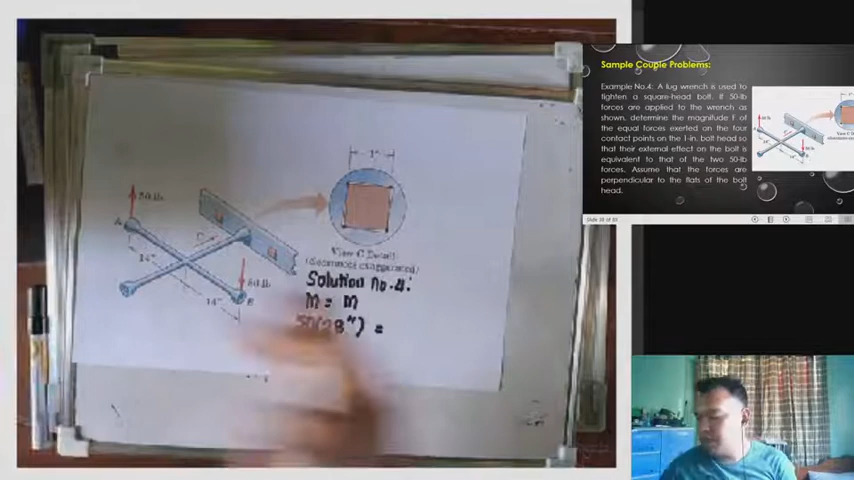 Sample Couple Problems:
Example No.4: A lug wrench is used to
tighten a square-head bolt. If 50-lb
forces are applied to the wrench as
shown, determine the magnitude F of
the equal forces exerted on the four
contact points on the 1-in. bolt head so
that their external effect on the bolt is
equivalent to that of the two 50-lb
forces. Assume that the forces are
perpendicular to the flats of the bolt
head.
1"
50 lb
A
C
14"
50 lb
B
14"
View C Detail
(clearances exaggerated)
Solution no.4:
M = M
50(28") =